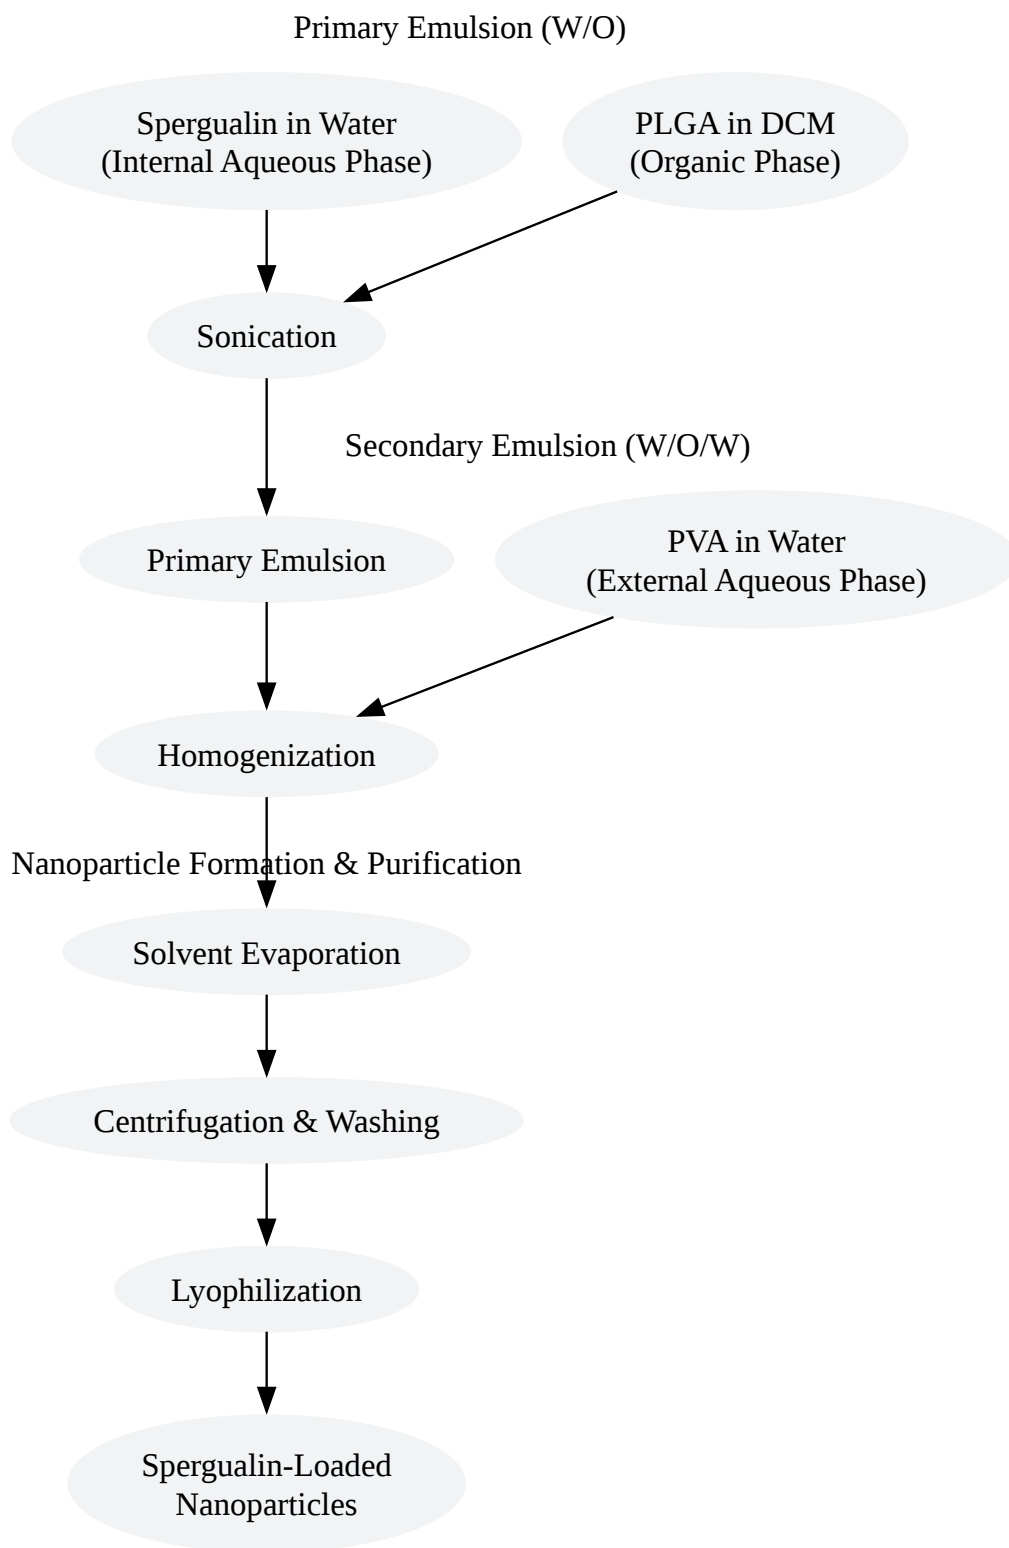 Primary Emulsion (W/O)
Spergualin in Water
(Internal Aqueous Phase)
PLGA in DCM
(Organic Phase)
Sonication
Secondary Emulsion (W/O/W)
Primary Emulsion
PVA in Water
(External Aqueous Phase)
Homogenization
Nanoparticle Formation & Purification
Solvent Evaporation
Centrifugation & Washing
Lyophilization
Spergualin-Loaded
Nanoparticles